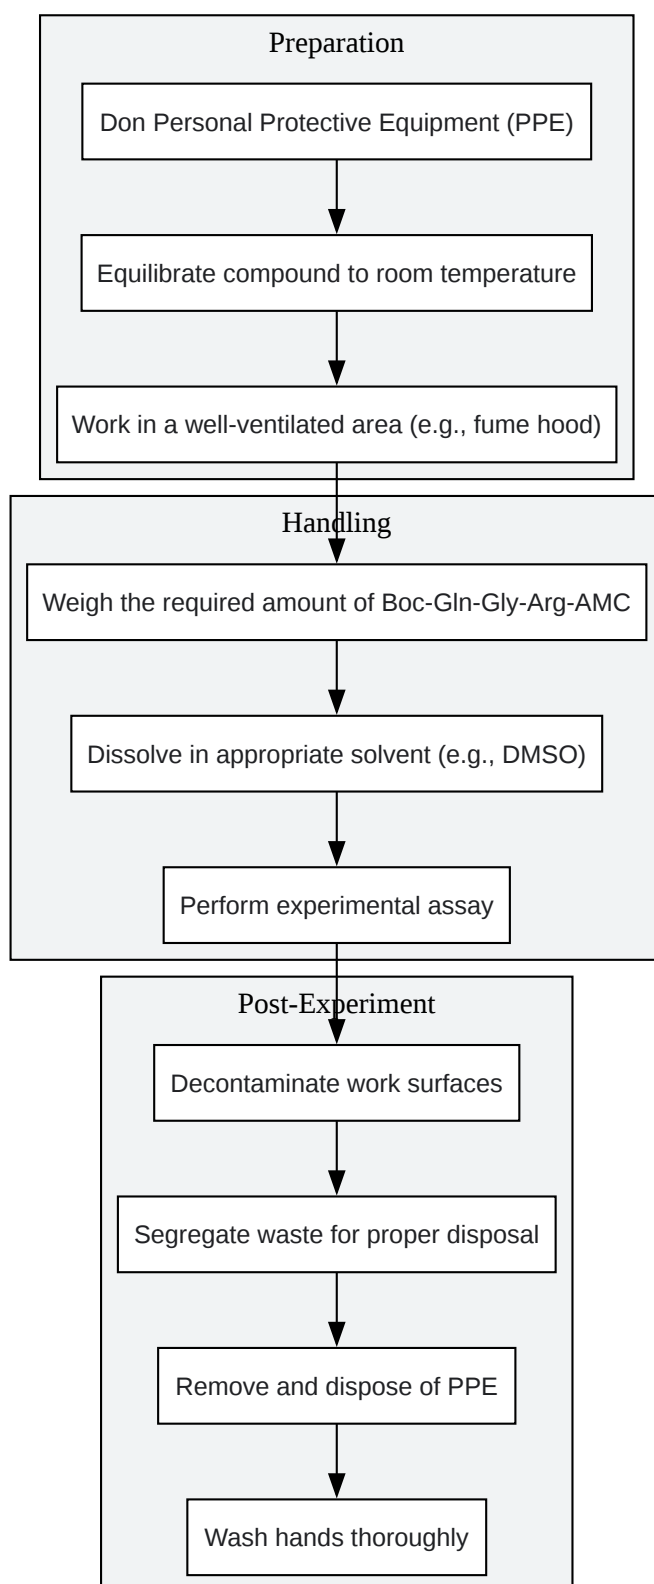 Preparation
Don Personal Protective Equipment (PPE)
Equilibrate compound to room temperature
Work in a well-ventilated area (e.g., fume hood)
Handling
Weigh the required amount of Boc-Gln-Gly-Arg-AMC
Dissolve in appropriate solvent (e.g., DMSO)
Perform experimental assay
Post-Experiment
Decontaminate work surfaces
Segregate waste for proper disposal
Remove and dispose of PPE
Wash hands thoroughly